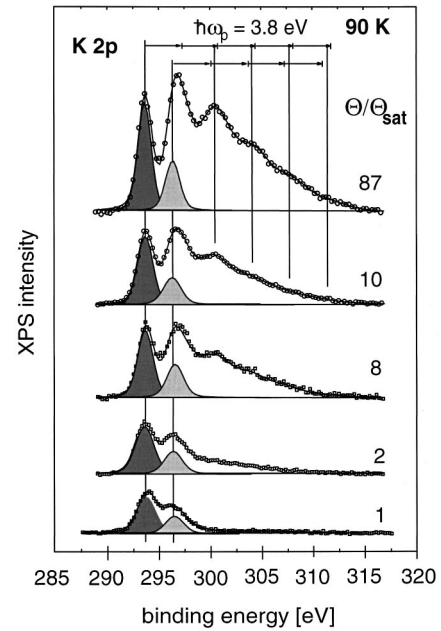 K 2p
ħω_p = 3.8 eV
90 K
Θ/Θ_sat
87
10
8
2
1
XPS intensity
285 290 295 300 305 310 315 320
binding energy [eV]